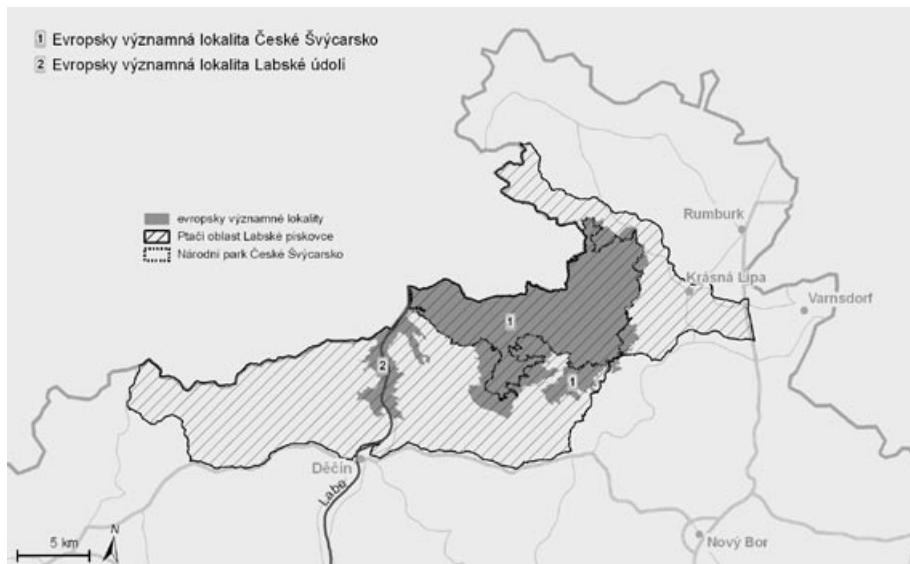 1 Evropsky významná lokalita České Švýcarsko
2 Evropsky významná lokalita Labské údolí
evropsky významné lokality
Ptačí oblast Labské pískovce
Národní park České Švýcarsko
Rumburk
Krásná Lípa
Varnsdorf
1
2
1
Děčín
Labe
Nový Bor
5 km
N